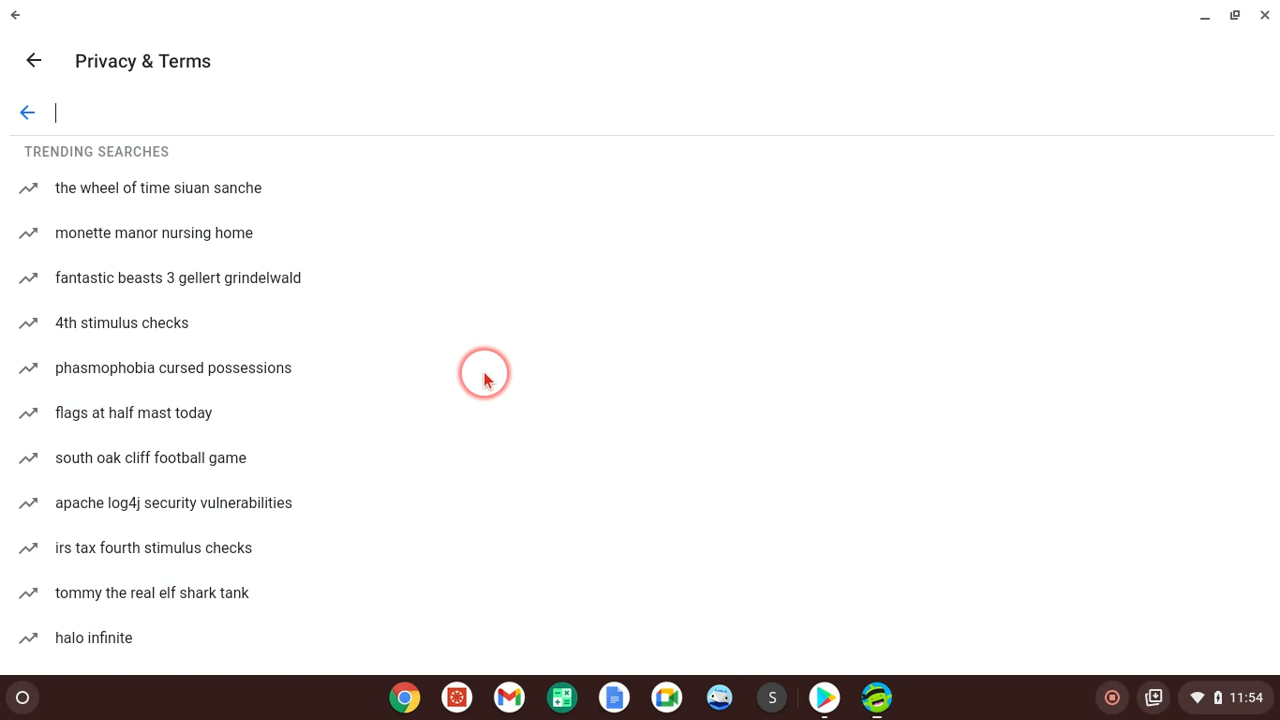 Privacy & Terms
TRENDING SEARCHES
the wheel of time siuan sanche
monette manor nursing home
fantastic beasts 3 gellert grindelwald
4th stimulus checks
phasmophobia cursed possessions
flags at half mast today
south oak cliff football game
apache log4j security vulnerabilities
irs tax fourth stimulus checks
tommy the real elf shark tank
halo infinite
S
11:54